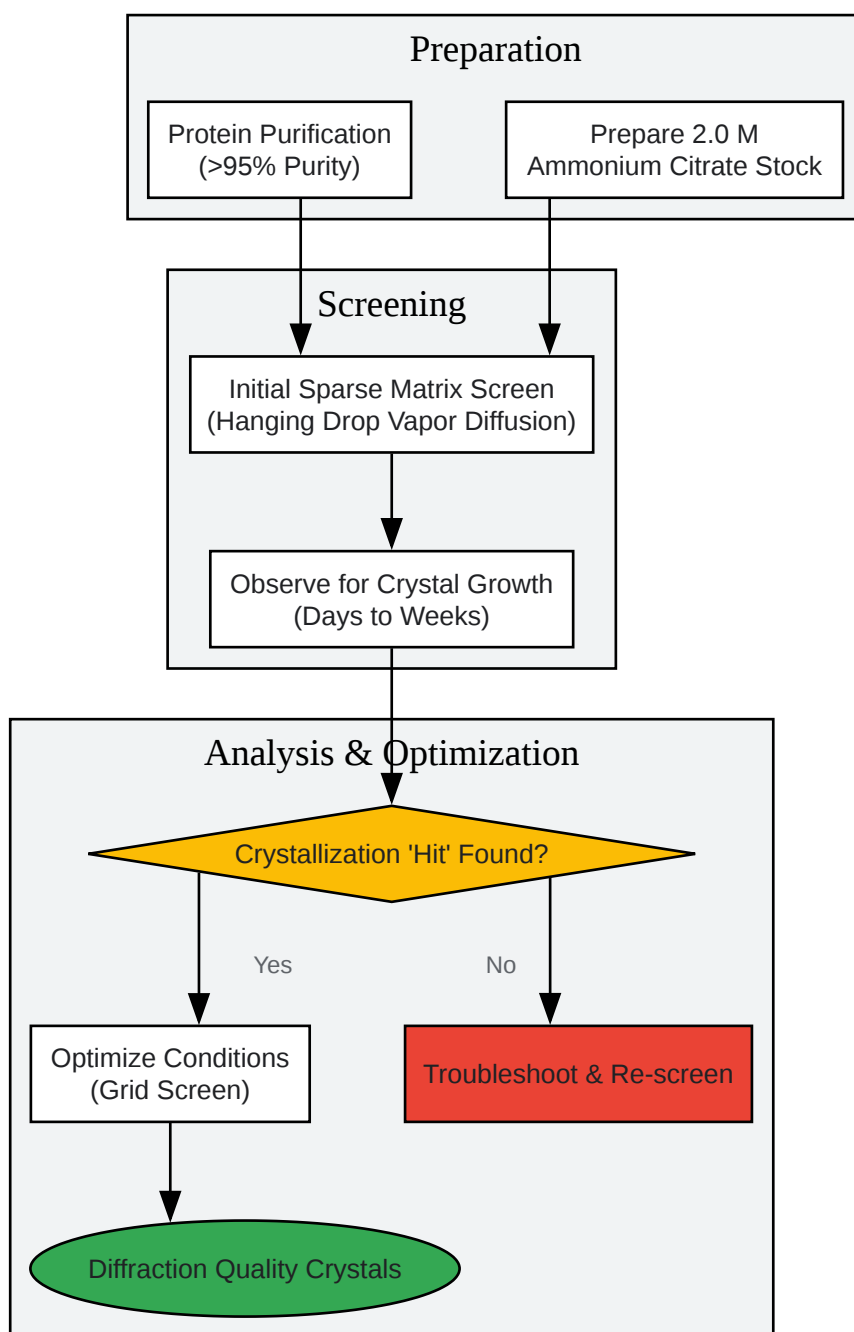 Preparation
Protein Purification
(>95% Purity)
Prepare 2.0 M
Ammonium Citrate Stock
Screening
Initial Sparse Matrix Screen
(Hanging Drop Vapor Diffusion)
Observe for Crystal Growth
(Days to Weeks)
Analysis & Optimization
Crystallization 'Hit' Found?
Yes
No
Optimize Conditions
(Grid Screen)
Troubleshoot & Re-screen
Diffraction Quality Crystals